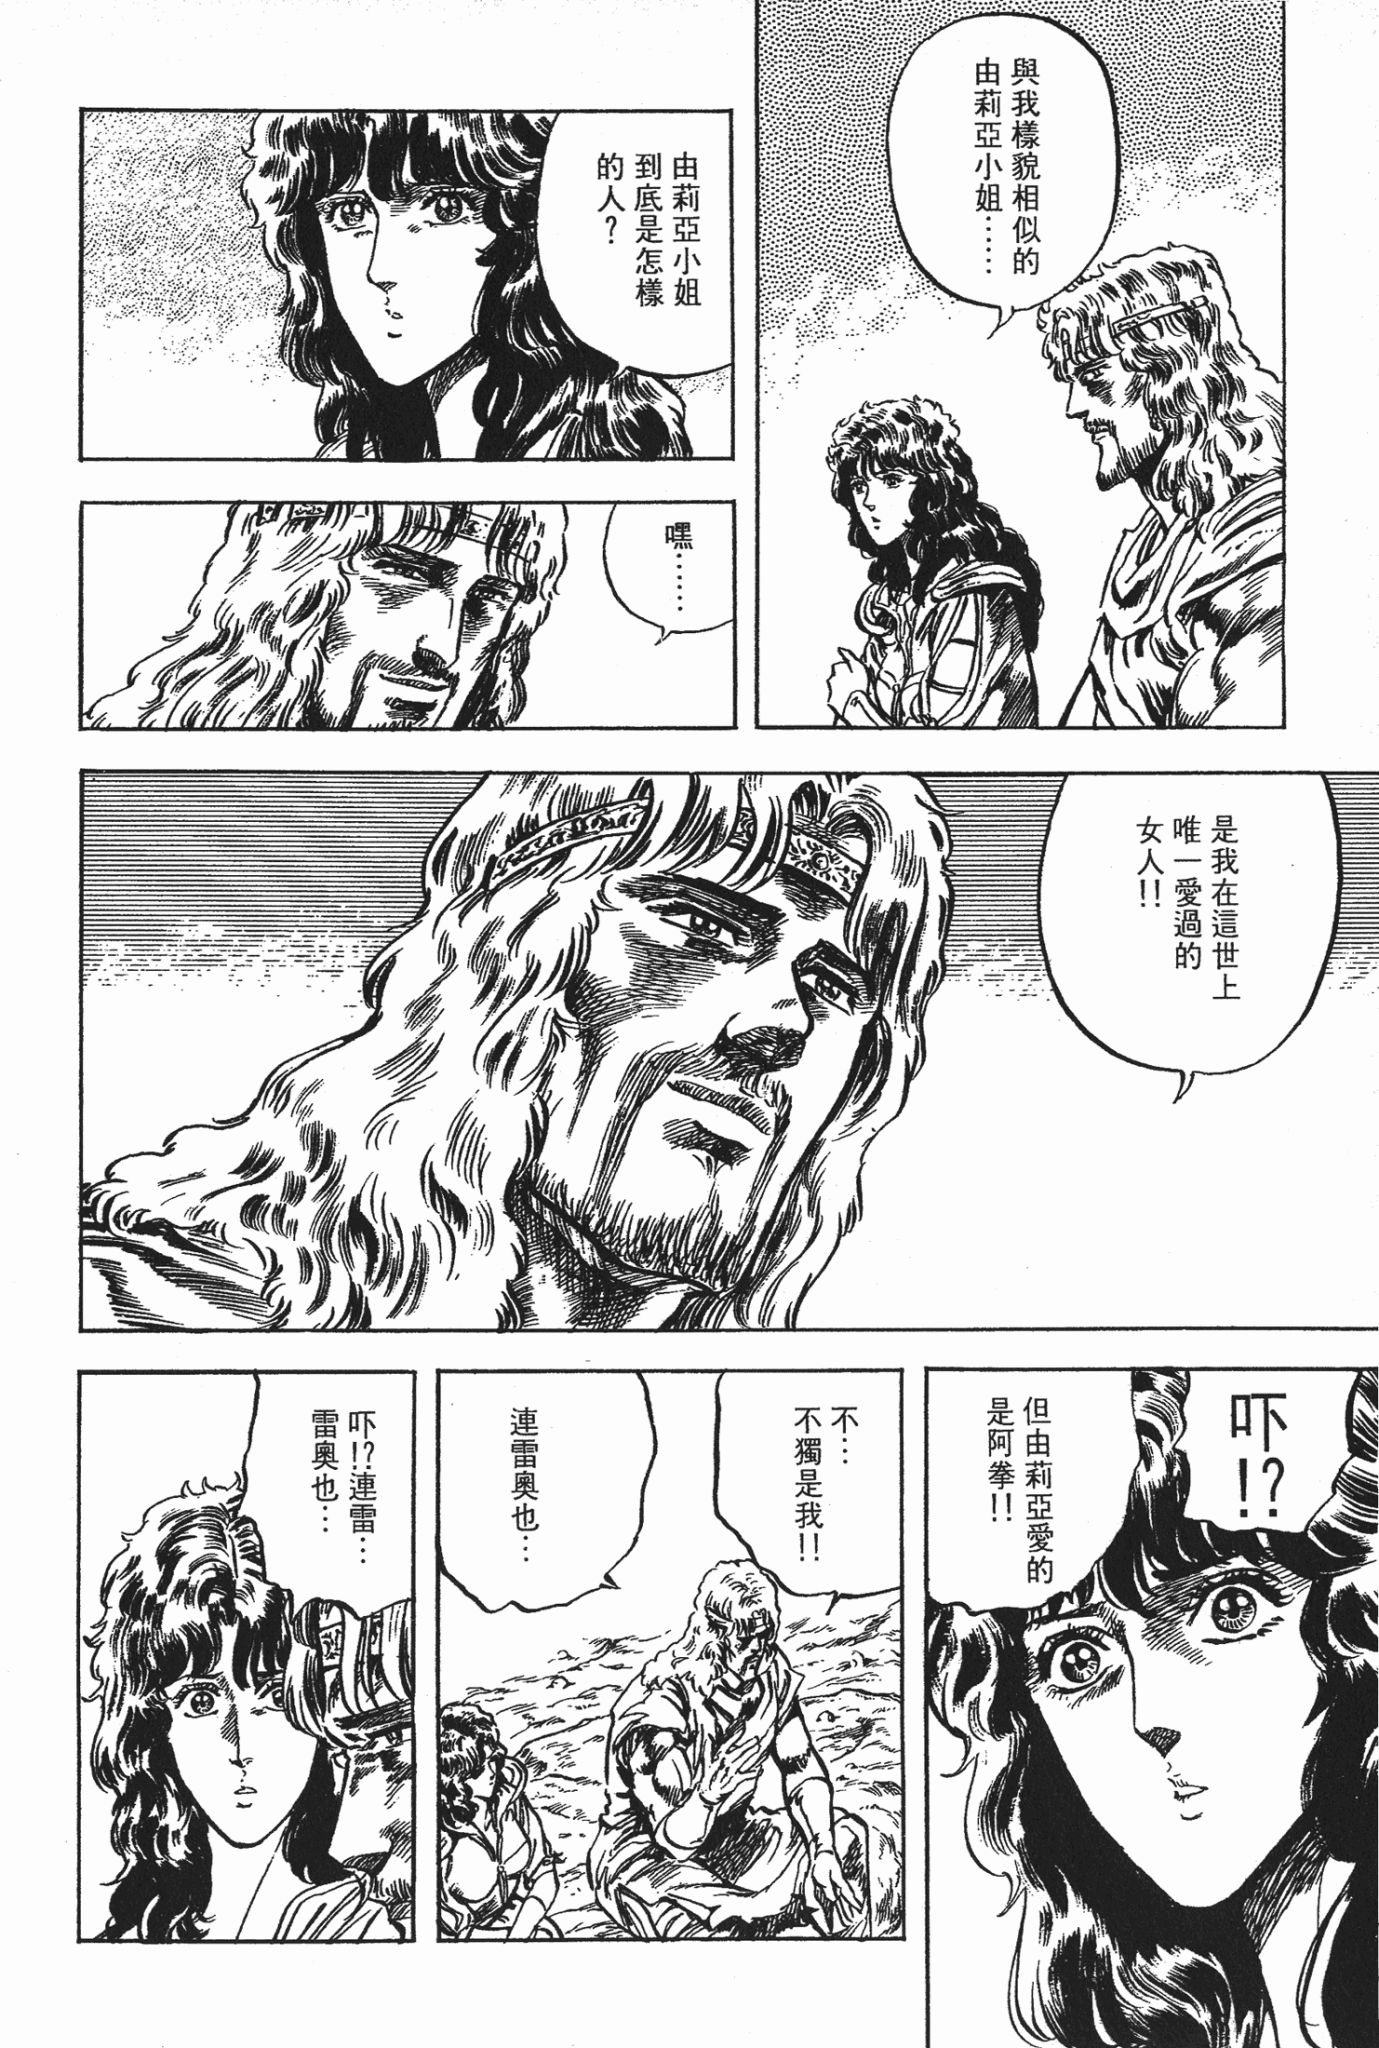 與我樣貌相似的
由莉亞小姐……
由莉亞小姐
到底是怎樣
的人?
嘿……
是我在這世上
唯一愛過的
女人!!
吓!?
但由莉亞愛的
是阿拳!!
不…
不獨是我!!
連雷奧也…
吓!?連雷…
雷奧也…